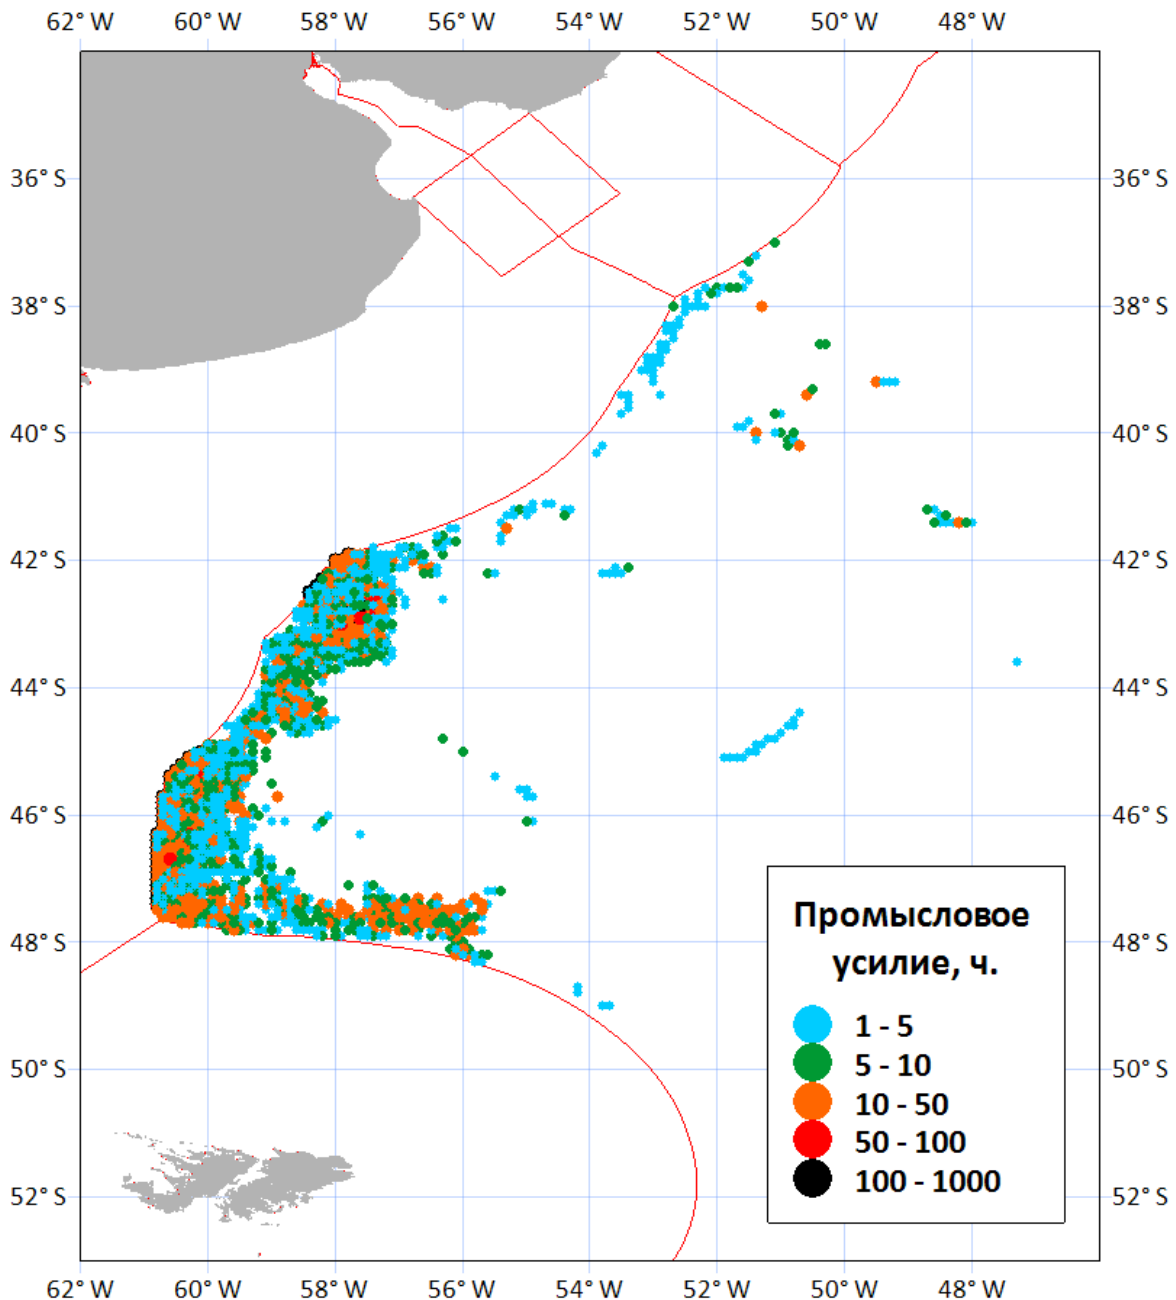 62° W 60° W 58° W 56° W 54° W 52° W 50° W 48° W
36° S 36° S
38° S 38° S
40° S 40° S
42° S 42° S
44° S 44° S
46° S 46° S
Промысловое
усилие, ч.
48° S 48° S
1 - 5
50° S 5 - 10 50° S
10 - 50
50 - 100
100 - 1000
52° S 52° S
62° W 60° W 58° W 56° W 54° W 52° W 50° W 48° W